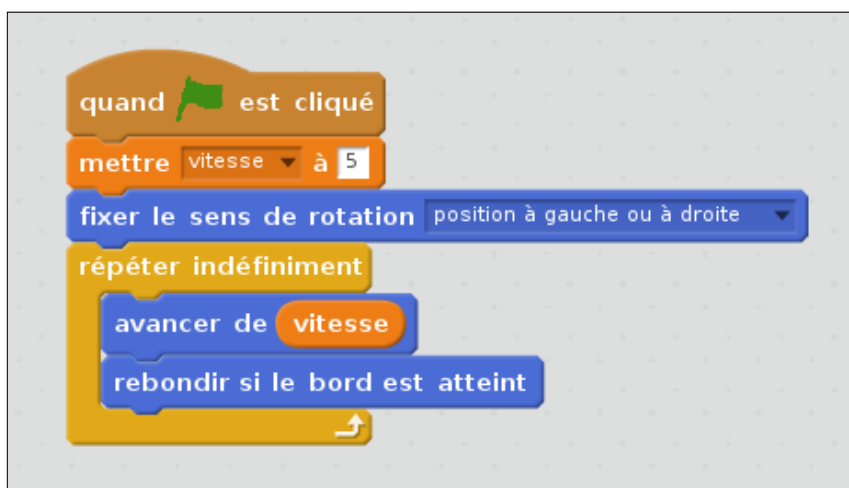 quand est cliqué
mettre vitesse à 5
fixer le sens de rotation position à gauche ou à droite
répéter indéfiniment
avancer de vitesse
rebondir si le bord est atteint